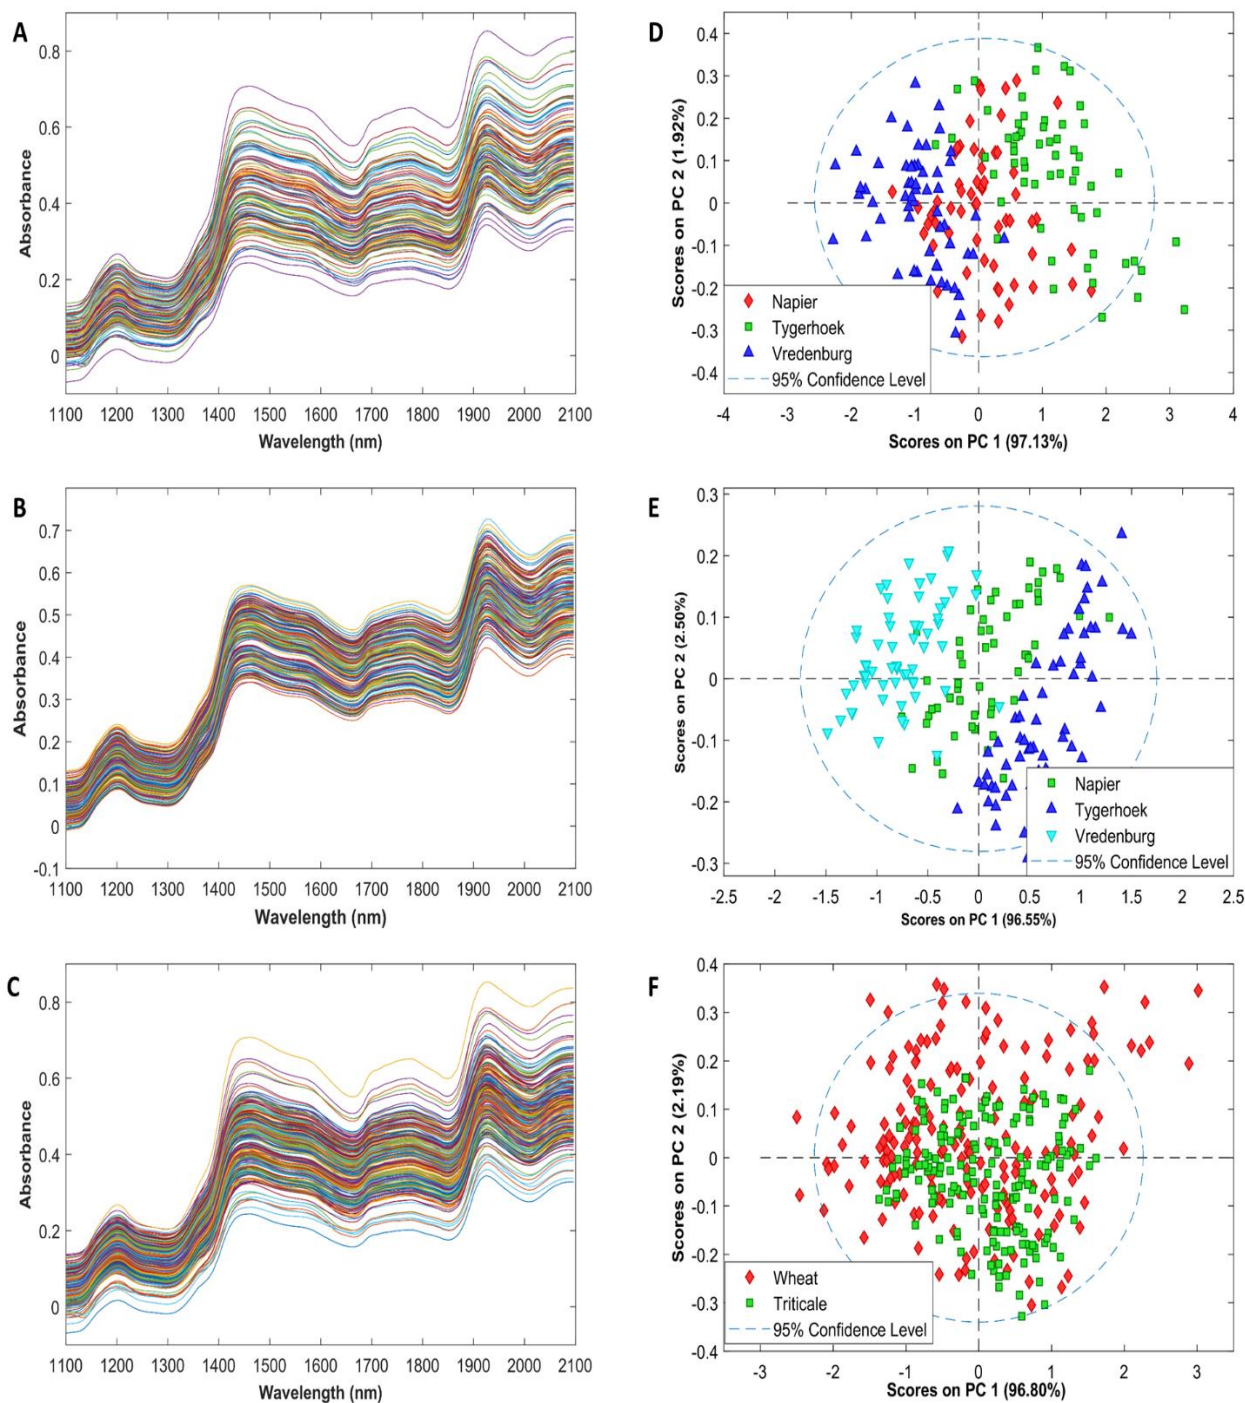 A
Absorbance
0.8
0.6
0.4
0.2
0
1100 1200 1300 1400 1500 1600 1700 1800 1900 2000 2100
Wavelength (nm)
D
Scores on PC 2 (1.92%)
0.4
0.3
0.2
0.1
0
-0.1
-0.2
-0.3
-0.4
Napier
Tygerhoek
Vredenburg
95% Confidence Level
-4 -3 -2 -1 0 1 2 3 4
Scores on PC 1 (97.13%)
B
Absorbance
0.7
0.6
0.5
0.4
0.3
0.2
0.1
0
-0.1
1100 1200 1300 1400 1500 1600 1700 1800 1900 2000 2100
Wavelength (nm)
E
Scores on PC 2 (2.50%)
0.3
0.2
0.1
0
-0.1
-0.2
-0.3
Napier
Tygerhoek
Vredenburg
95% Confidence Level
-2.5 -2 -1.5 -1 -0.5 0 0.5 1 1.5 2 2.5
Scores on PC 1 (96.55%)
C
Absorbance
0.8
0.6
0.4
0.2
0
1100 1200 1300 1400 1500 1600 1700 1800 1900 2000 2100
Wavelength (nm)
F
Scores on PC 2 (2.19%)
0.4
0.3
0.2
0.1
0
-0.1
-0.2
-0.3
-0.4
Wheat
Triticale
95% Confidence Level
-3 -2 -1 0 1 2 3
Scores on PC 1 (96.80%)